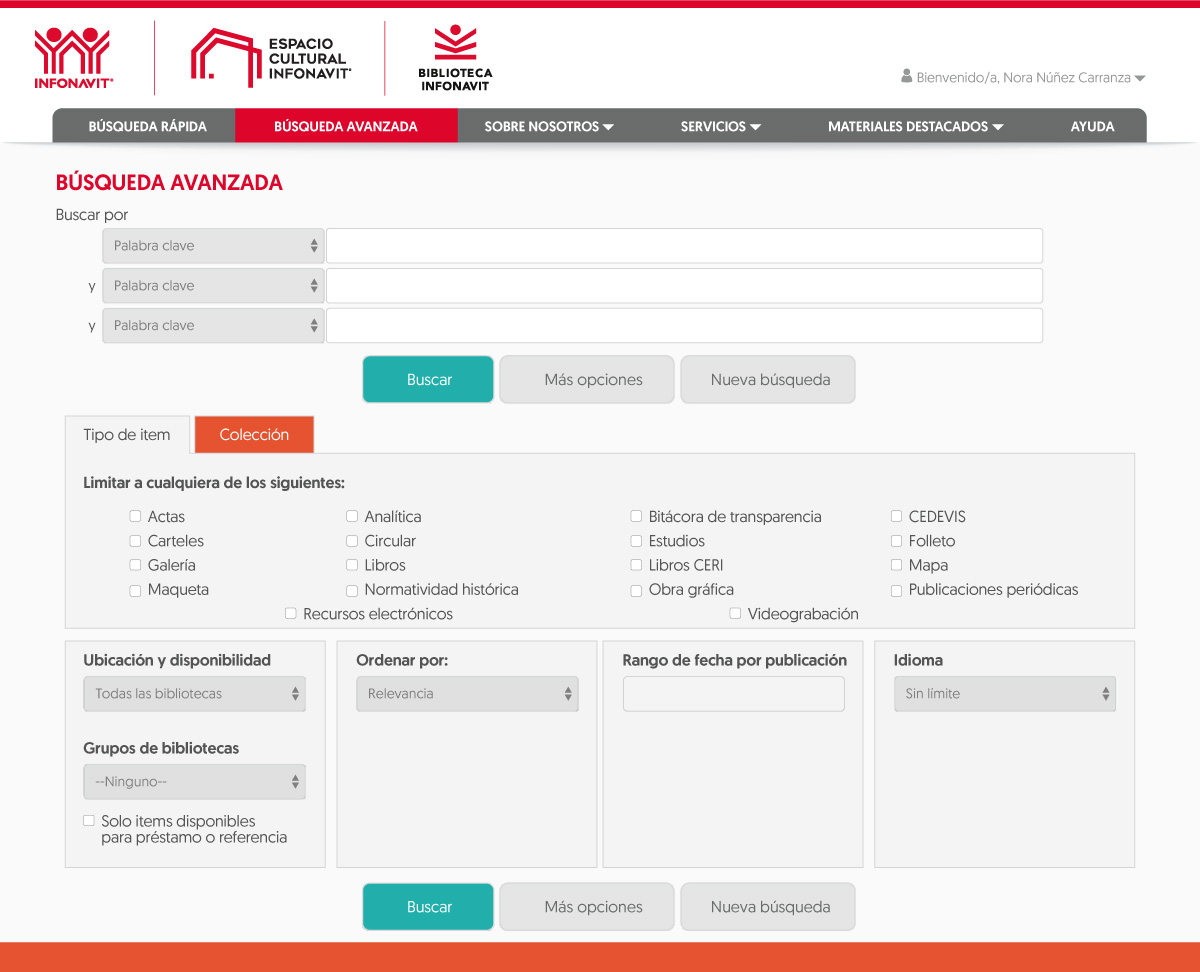 INFONAVIT®
ESPACIO
CULTURAL
INFONAVIT®
BIBLIOTECA
INFONAVIT
Bienvenido/a, Nora Núñez Carranza
BÚSQUEDA RÁPIDA BÚSQUEDA AVANZADA SOBRE NOSOTROS SERVICIOS MATERIALES DESTACADOS AYUDA
BÚSQUEDA AVANZADA
Buscar por
Palabra clave
y Palabra clave
y Palabra clave
Buscar Más opciones Nueva búsqueda
Tipo de item Colección
Limitar a cualquiera de los siguientes:
Actas Analítica Bitácora de transparencia CEDEVIS
Carteles Circular Estudios Folleto
Galería Libros Libros CERI Mapa
Maqueta Normatividad histórica Obra gráfica Publicaciones periódicas
Recursos electrónicos Videograbación
Ubicación y disponibilidad Ordenar por: Rango de fecha por publicación Idioma
Todas las bibliotecas Relevancia Sin límite
Grupos de bibliotecas
--Ninguno--
Solo items disponibles
para préstamo o referencia
Buscar Más opciones Nueva búsqueda